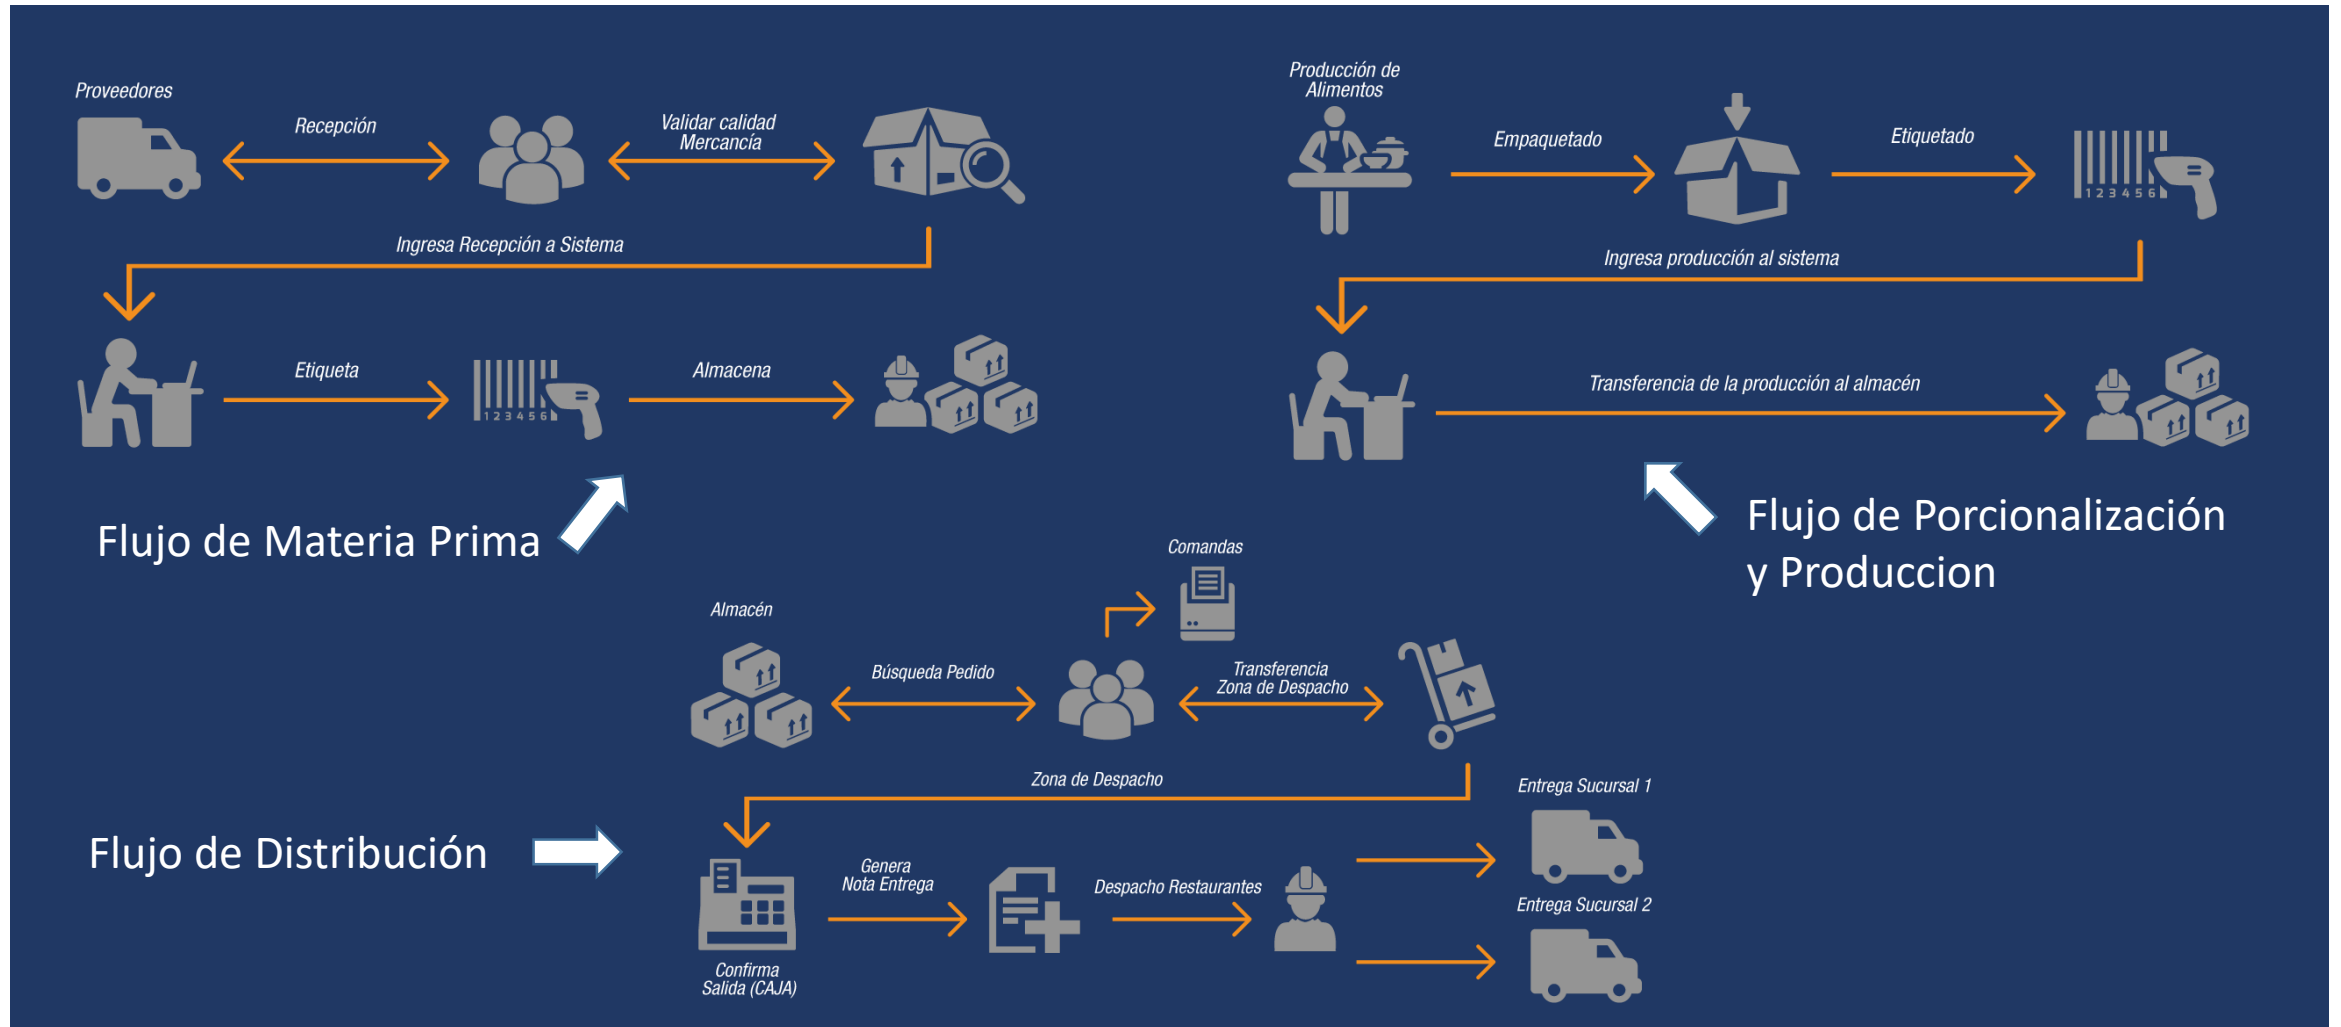 Proveedores
Recepción
Validar calidad
Mercancía
Ingresa Recepción a Sistema
Etiqueta
123456
Almacena
Flujo de Materia Prima
Producción de
Alimentos
Empaquetado
Etiquetado
123456
Ingresa producción al sistema
Transferencia de la producción al almacén
Flujo de Porcionalización
y Produccion
Comandas
Almacén
Búsqueda Pedido
Transferencia
Zona de Despacho
Zona de Despacho
Flujo de Distribución
Genera
Nota Entrega
Despacho Restaurantes
Confirma
Salida (CAJA)
Entrega Sucursal 1
Entrega Sucursal 2